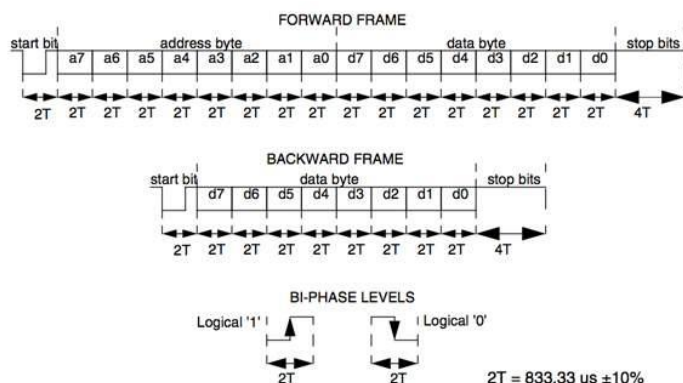 FORWARD FRAME
start bit address byte data byte stop bits
a7 a6 a5 a4 a3 a2 a1 a0 d7 d6 d5 d4 d3 d2 d1 d0
2T 2T 2T 2T 2T 2T 2T 2T 2T 2T 2T 2T 2T 2T 2T 2T 2T 4T
BACKWARD FRAME
start bit data byte stop bits
d7 d6 d5 d4 d3 d2 d1 d0
2T 2T 2T 2T 2T 2T 2T 2T 2T 4T
BI-PHASE LEVELS
Logical '1' Logical '0'
2T 2T
2T = 833.33 us ±10%